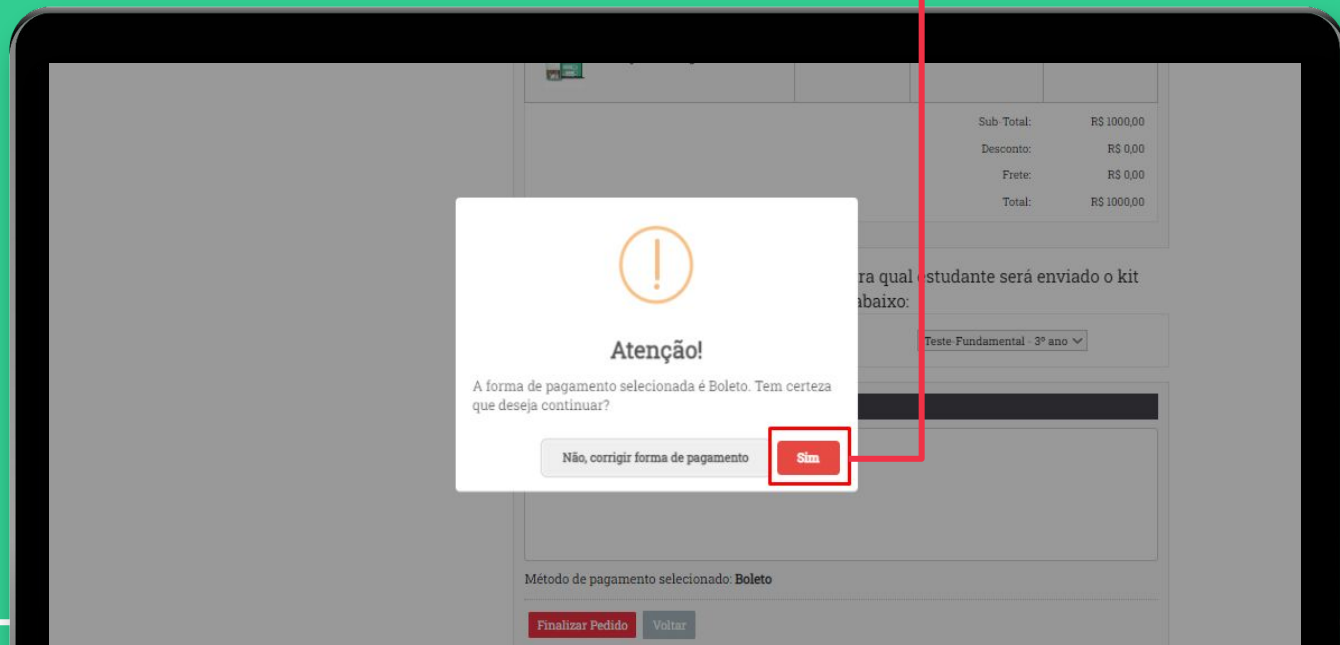 Sub-Total: R$ 1000,00
Desconto: R$ 0,00
Frete: R$ 0,00
Total: R$ 1000,00
ra qual estudante será enviado o kit
abaixo:
Teste-Fundamental - 3º ano
Atenção!
A forma de pagamento selecionada é Boleto. Tem certeza
que deseja continuar?
Não, corrigir forma de pagamento
Sim
Método de pagamento selecionado: Boleto
Finalizar Pedido
Voltar